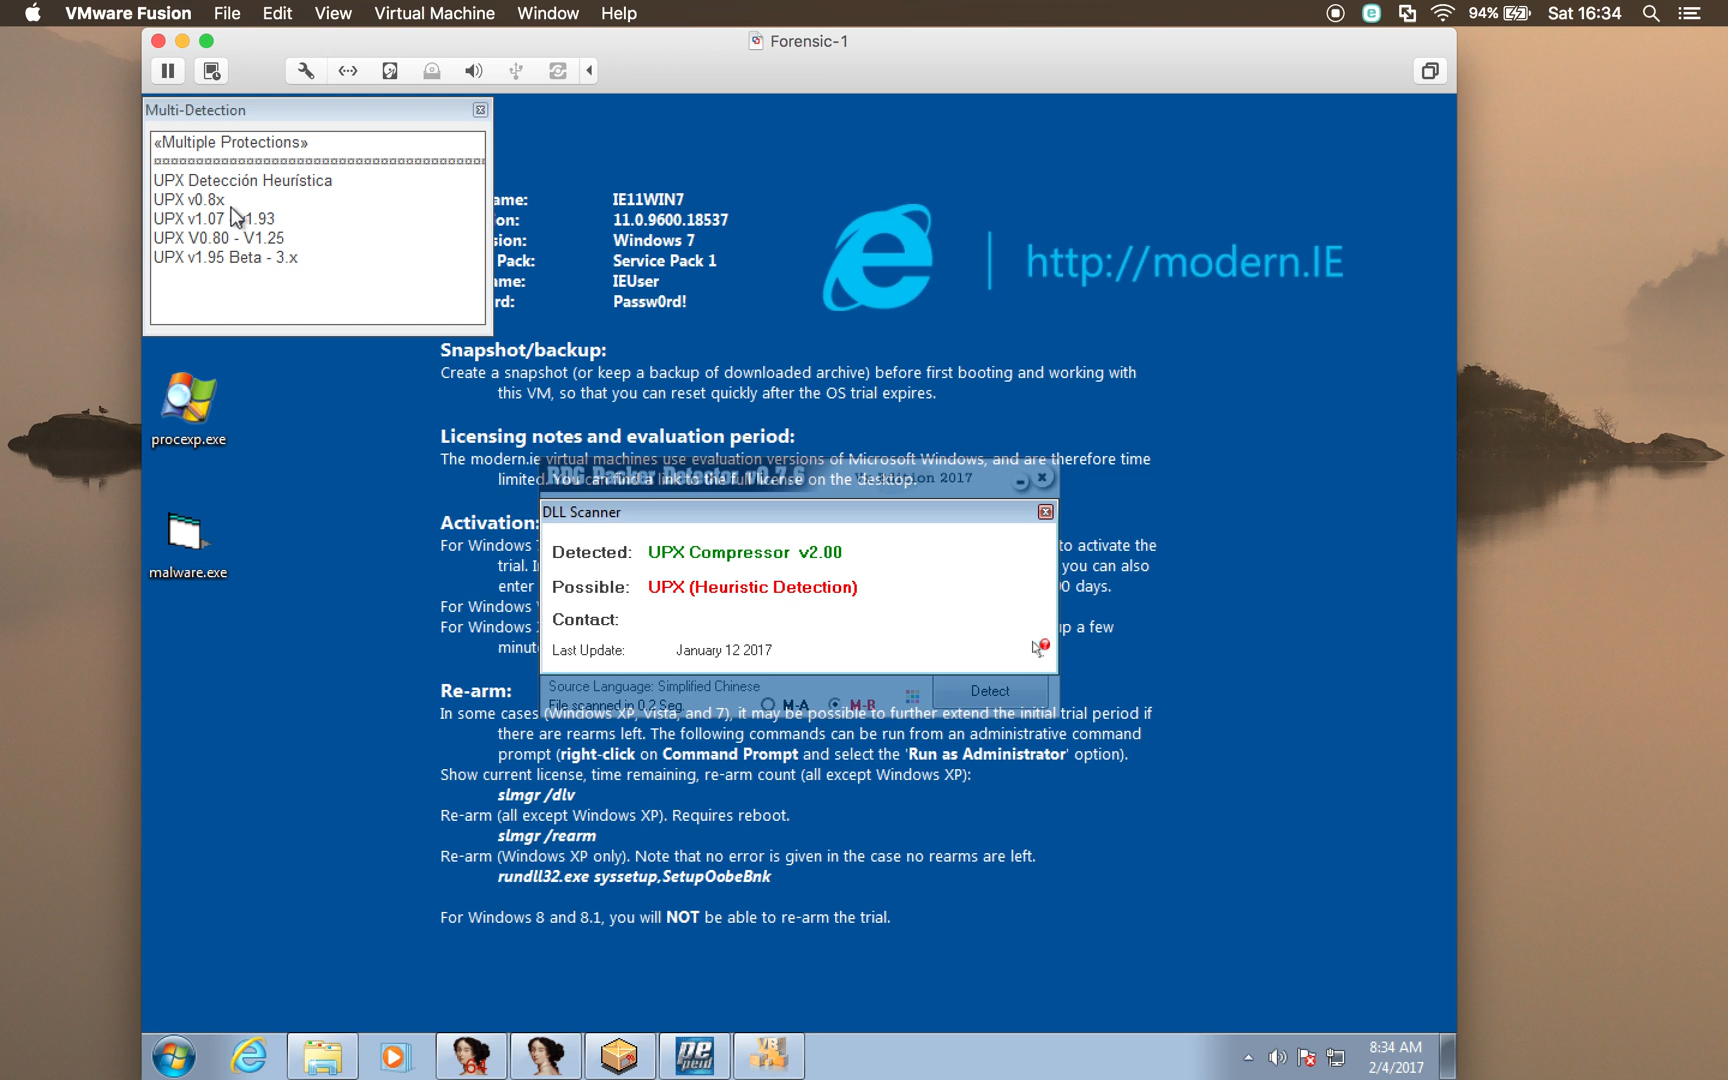 VMware Fusion File Edit View Virtual Machine Window Help 94% Sat 16:34
Forensic-1
Multi-Detection
«Multiple Protections»
¤¤¤¤¤¤¤¤¤¤¤¤¤¤¤¤¤¤¤¤¤¤¤¤¤¤¤¤¤¤¤¤¤¤¤¤¤¤¤¤
UPX Detección Heurística
UPX v0.8x
UPX v1.07 1.93
UPX V0.80 - V1.25
UPX v1.95 Beta - 3.x
ame: IE11WIN7
on: 11.0.9600.18537
sion: Windows 7
Pack: Service Pack 1
me: IEUser
rd: Passw0rd!
http://modern.IE
procexp.exe
malware.exe
Snapshot/backup:
Create a snapshot (or keep a backup of downloaded archive) before first booting and working with
this VM, so that you can reset quickly after the OS trial expires.
Licensing notes and evaluation period:
The modern.ie virtual machines use evaluation versions of Microsoft Windows, and are therefore time
limited. You can find a link to the full license on the desktop.
RDG Packer Detector v0.7.6 2017
DLL Scanner
Detected: UPX Compressor v2.00
Possible: UPX (Heuristic Detection)
Contact:
Last Update: January 12 2017
Source Language: Simplified Chinese
File scanned in 0.2 Seg. M-A M-R Detect
Activation:
For Windows to activate the
trial. I you can also
enter 0 days.
For Windows
For Windows up a few
minut
Re-arm:
In some cases (Windows XP, Vista, and 7), it may be possible to further extend the initial trial period if
there are rearms left. The following commands can be run from an administrative command
prompt (right-click on Command Prompt and select the 'Run as Administrator' option).
Show current license, time remaining, re-arm count (all except Windows XP):
slmgr /dlv
Re-arm (all except Windows XP). Requires reboot.
slmgr /rearm
Re-arm (Windows XP only). Note that no error is given in the case no rearms are left.
rundll32.exe syssetup,SetupOobeBnk
For Windows 8 and 8.1, you will NOT be able to re-arm the trial.
64
pe
VB
8:34 AM
2/4/2017